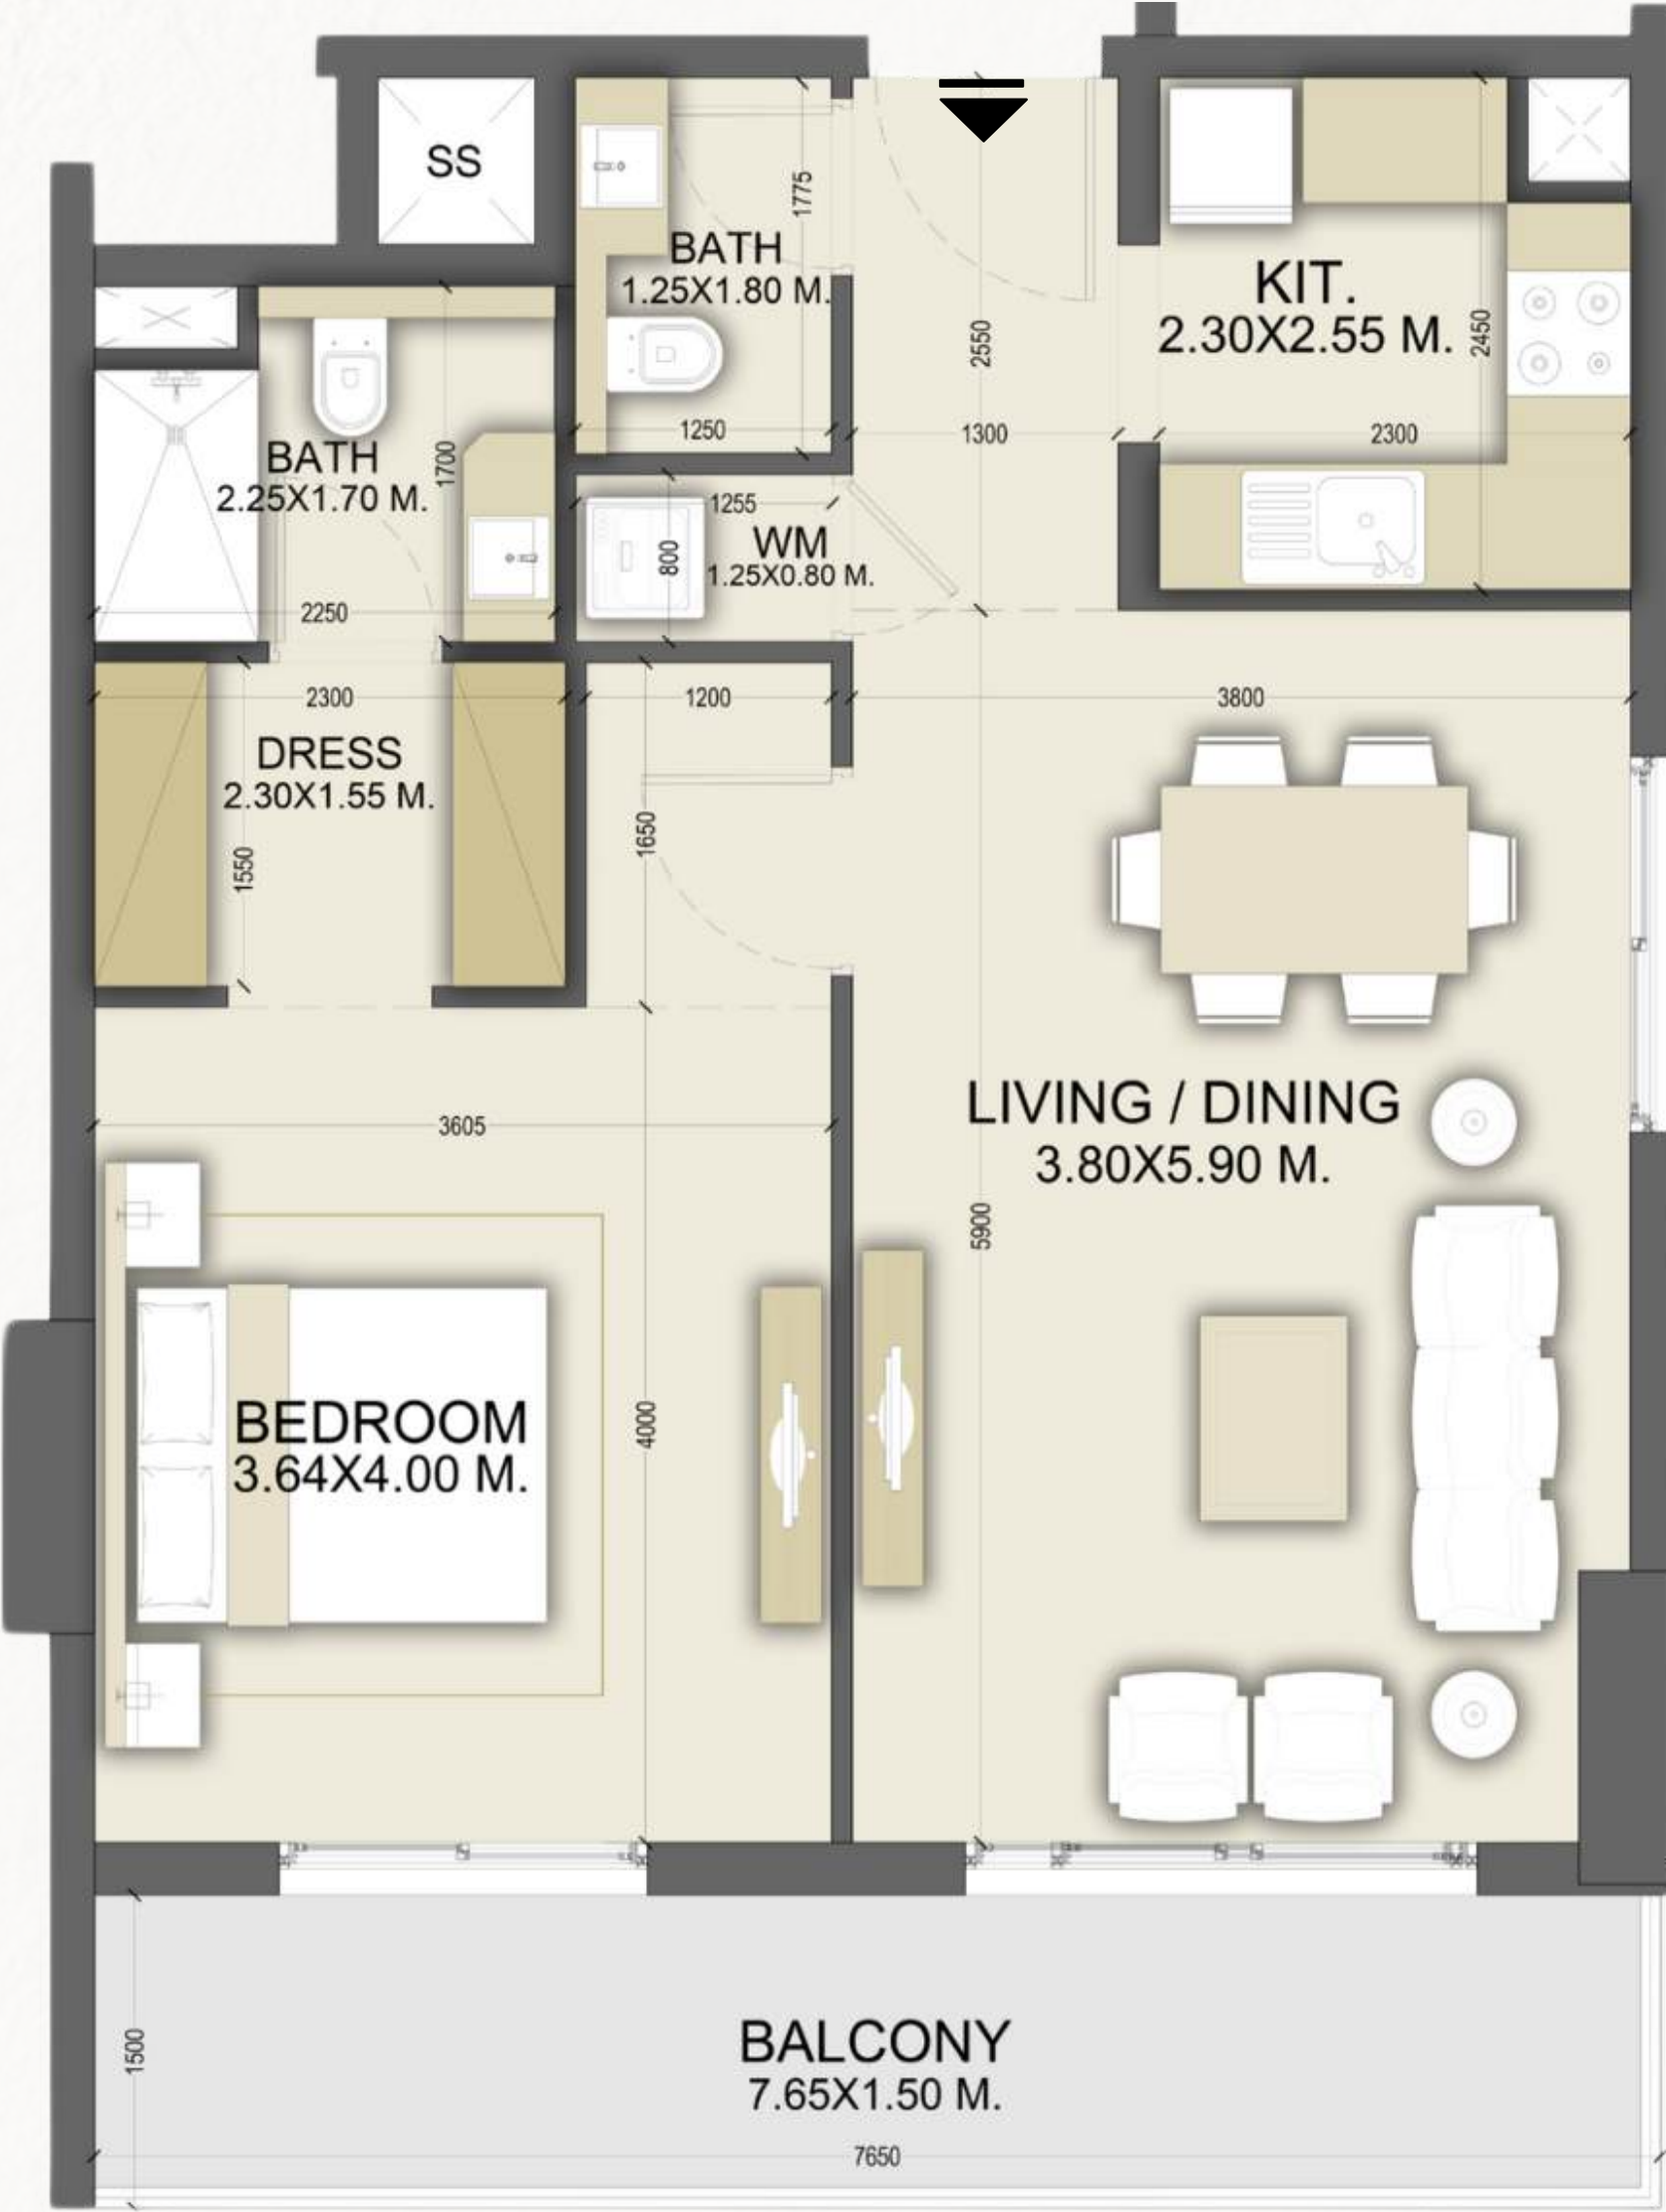 SS
1775
BATH
1.25X1.80 M.
KIT.
2.30X2.55 M.
2450
2550
1250
1300
2300
BATH
2.25X1.70 M.
1700
1255
WM
1.25X0.80 M.
800
2250
2300
1200
3800
DRESS
2.30X1.55 M.
1550
1650
LIVING / DINING
3.80X5.90 M.
3605
5900
BEDROOM
3.64X4.00 M.
4000
BALCONY
7.65X1.50 M.
1500
7650